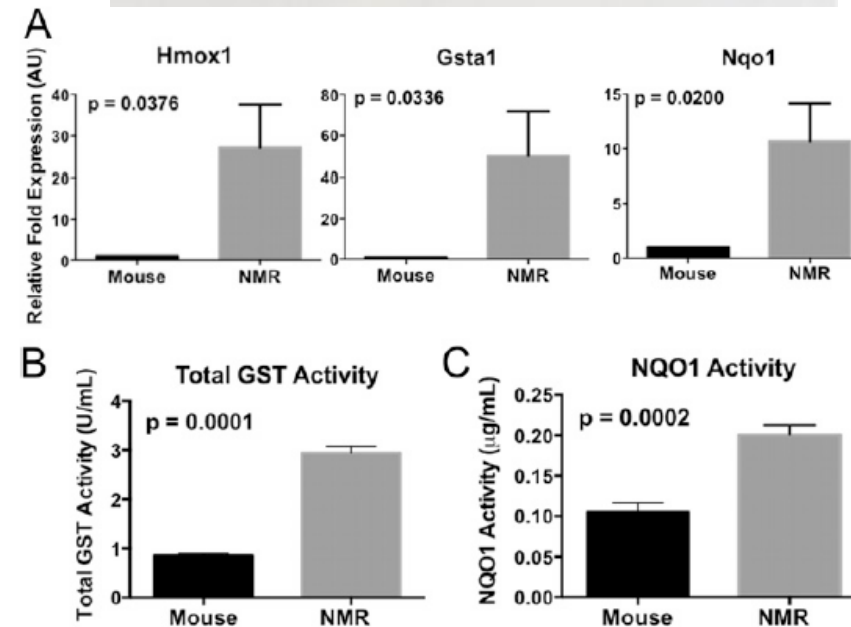 A
Hmox1
Gsta1
Nqo1
Relative Fold Expression (AU)
40
30
20
10
0
p = 0.0376
Mouse
NMR
80
60
40
20
0
p = 0.0336
Mouse
NMR
15
10
5
0
p = 0.0200
Mouse
NMR
B
Total GST Activity
Total GST Activity (U/mL)
4
3
2
1
0
p = 0.0001
Mouse
NMR
C
NQO1 Activity
NQO1 Activity (μg/mL)
0.25
0.20
0.15
0.10
0.05
0.00
p = 0.0002
Mouse
NMR